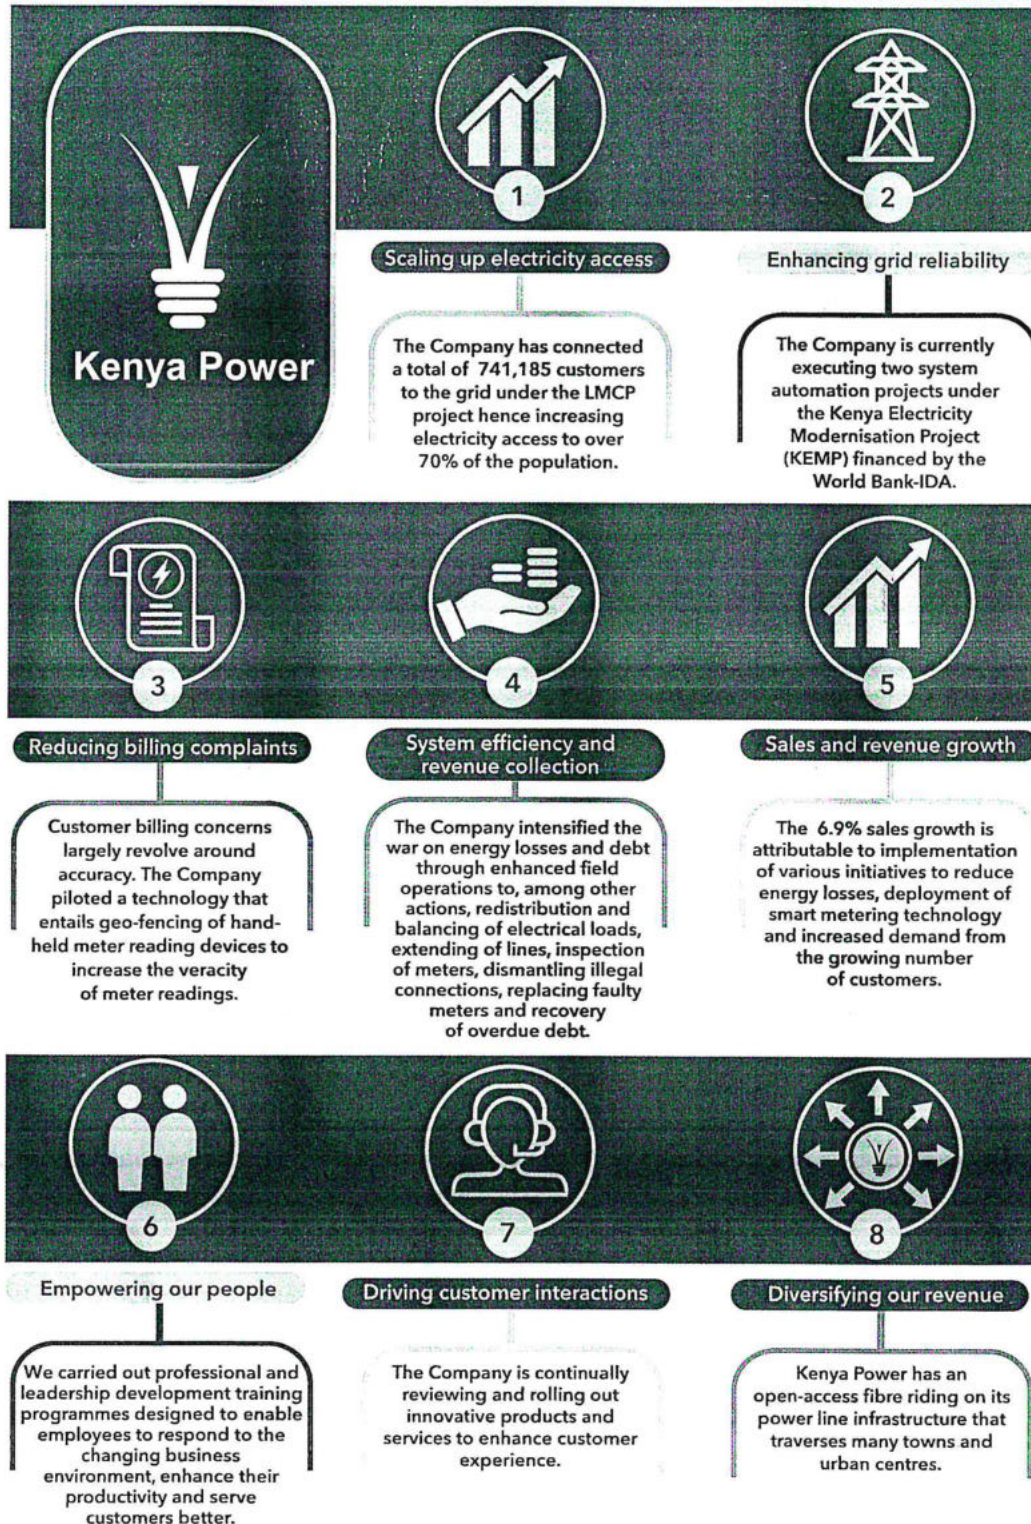 Kenya Power
1
Scaling up electricity access
The Company has connected
a total of 741,185 customers
to the grid under the LMCP
project hence increasing
electricity access to over
70% of the population.
2
Enhancing grid reliability
The Company is currently
executing two system
automation projects under
the Kenya Electricity
Modernisation Project
(KEMP) financed by the
World Bank-IDA.
3
Reducing billing complaints
Customer billing concerns
largely revolve around
accuracy. The Company
piloted a technology that
entails geo-fencing of hand-
held meter reading devices to
increase the veracity
of meter readings.
4
System efficiency and
revenue collection
The Company intensified the
war on energy losses and debt
through enhanced field
operations to, among other
actions, redistribution and
balancing of electrical loads,
extending of lines, inspection
of meters, dismantling illegal
connections, replacing faulty
meters and recovery
of overdue debt.
5
Sales and revenue growth
The 6.9% sales growth is
attributable to implementation
of various initiatives to reduce
energy losses, deployment of
smart metering technology
and increased demand from
the growing number
of customers.
6
Empowering our people
We carried out professional and
leadership development training
programmes designed to enable
employees to respond to the
changing business
environment, enhance their
productivity and serve
customers better.
7
Driving customer interactions
The Company is continually
reviewing and rolling out
innovative products and
services to enhance customer
experience.
8
Diversifying our revenue
Kenya Power has an
open-access fibre riding on its
power line infrastructure that
traverses many towns and
urban centres.